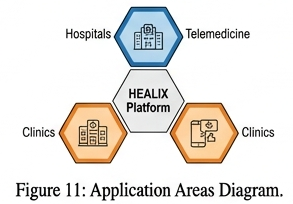 Hospitals
Telemedicine
HEALIX
Platform
Clinics
Clinics
Figure 11: Application Areas Diagram.